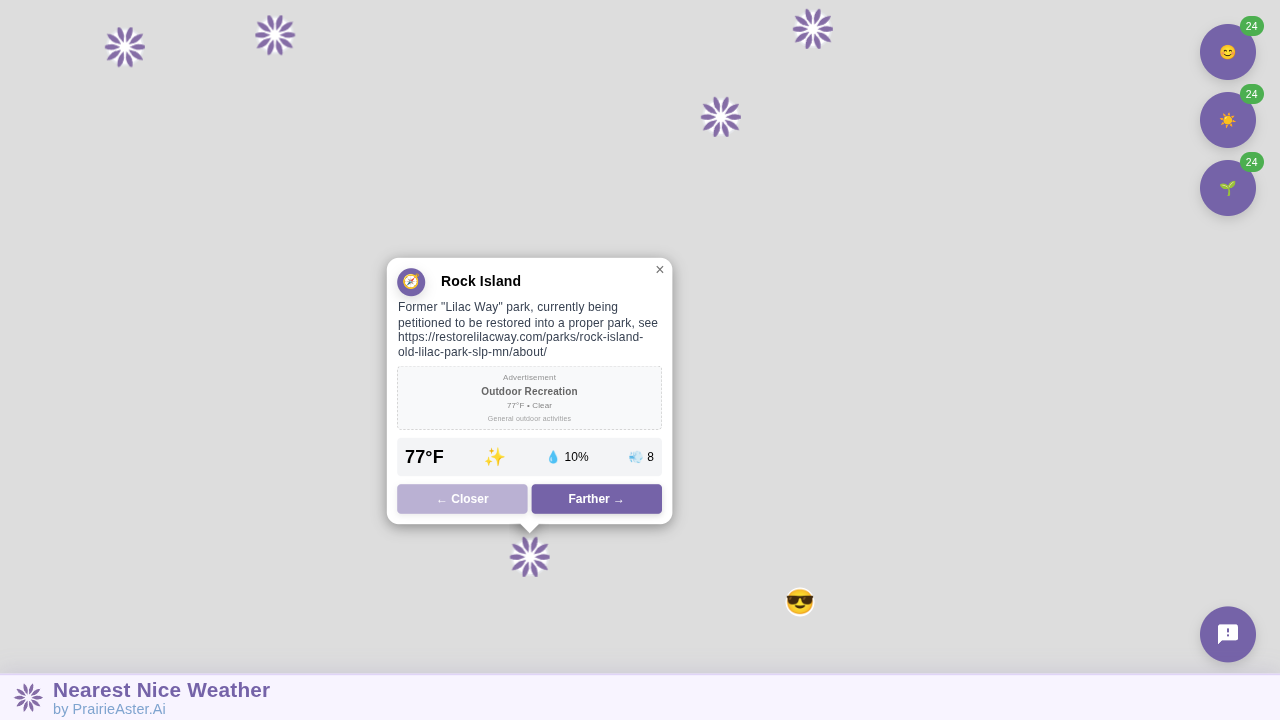 24
24
24
×
Rock Island
Former "Lilac Way" park, currently being
petitioned to be restored into a proper park, see
https://restorelilacway.com/parks/rock-island-
old-lilac-park-slp-mn/about/
Advertisement
Outdoor Recreation
77°F • Clear
General outdoor activities
77°F 10% 8
← Closer Farther →
Nearest Nice Weather
by PrairieAster.Ai